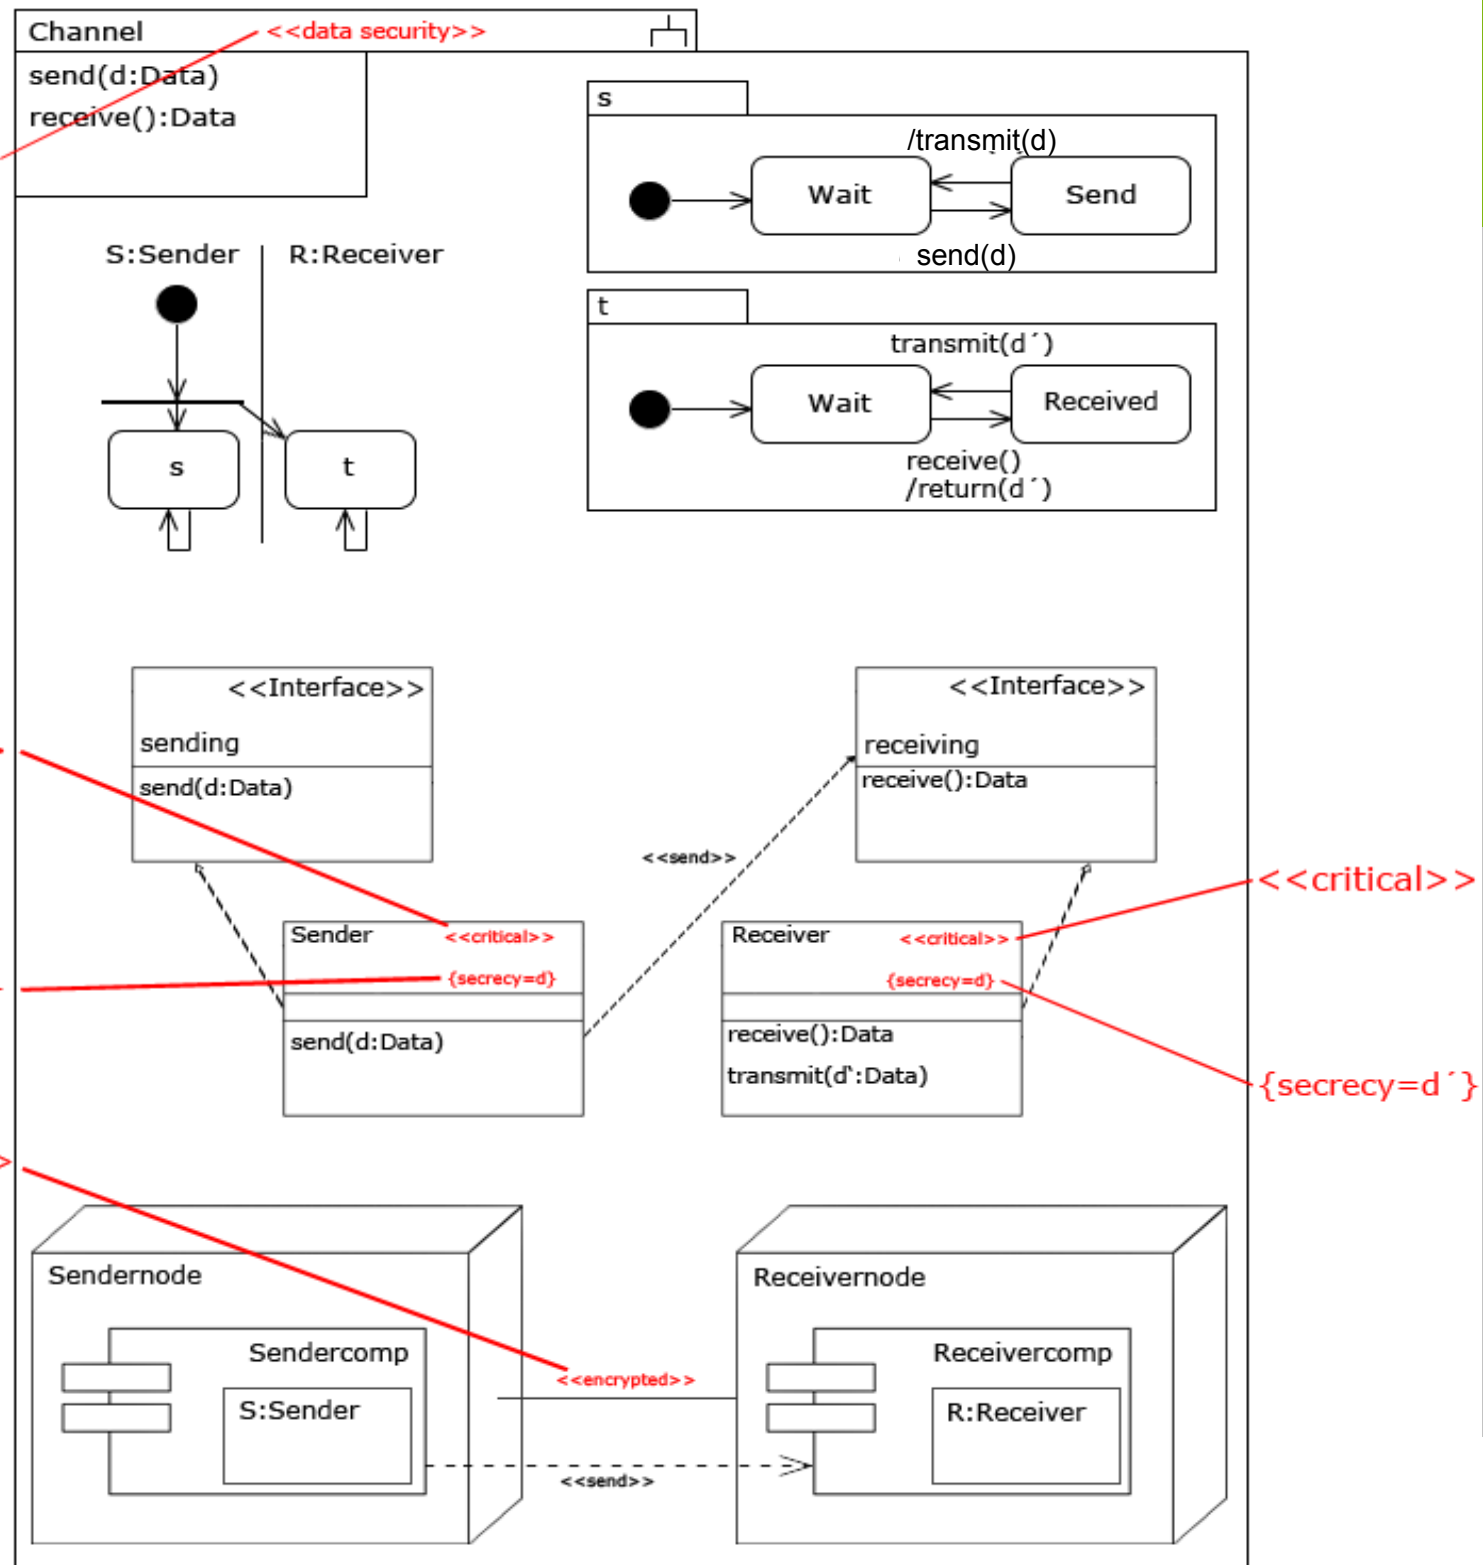 Channel <<data security>>
send(d:Data)
receive():Data
s
/transmit(d)
Wait
Send
send(d)
S:Sender
R:Receiver
s
t
t
transmit(d´)
Wait
Received
receive()
/return(d´)
<<Interface>>
sending
send(d:Data)
<<Interface>>
receiving
receive():Data
<<send>>
Sender <<critical>>
{secrecy=d}
send(d:Data)
Receiver <<critical>>
{secrecy=d}
receive():Data
transmit(d‘:Data)
<<critical>>
{secrecy=d´}
Sendernode
Sendercomp
S:Sender
<<encrypted>>
<<send>>
Receivernode
Receivercomp
R:Receiver